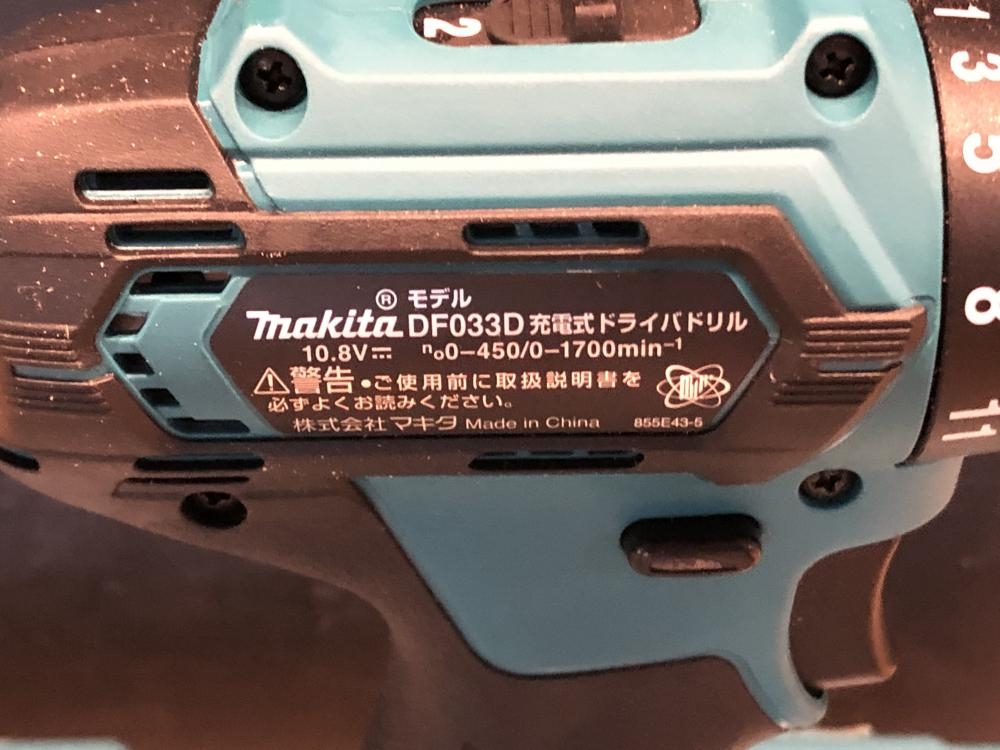 2
1
3
5
8
11
® モデル
makita DF033D 充電式ドライバドリル
10.8V⎓ n₀0-450/0-1700min⁻¹
⚠警告・ご使用前に取扱説明書を
必ずよくお読みください。
株式会社マキタ Made in China 855E43-5